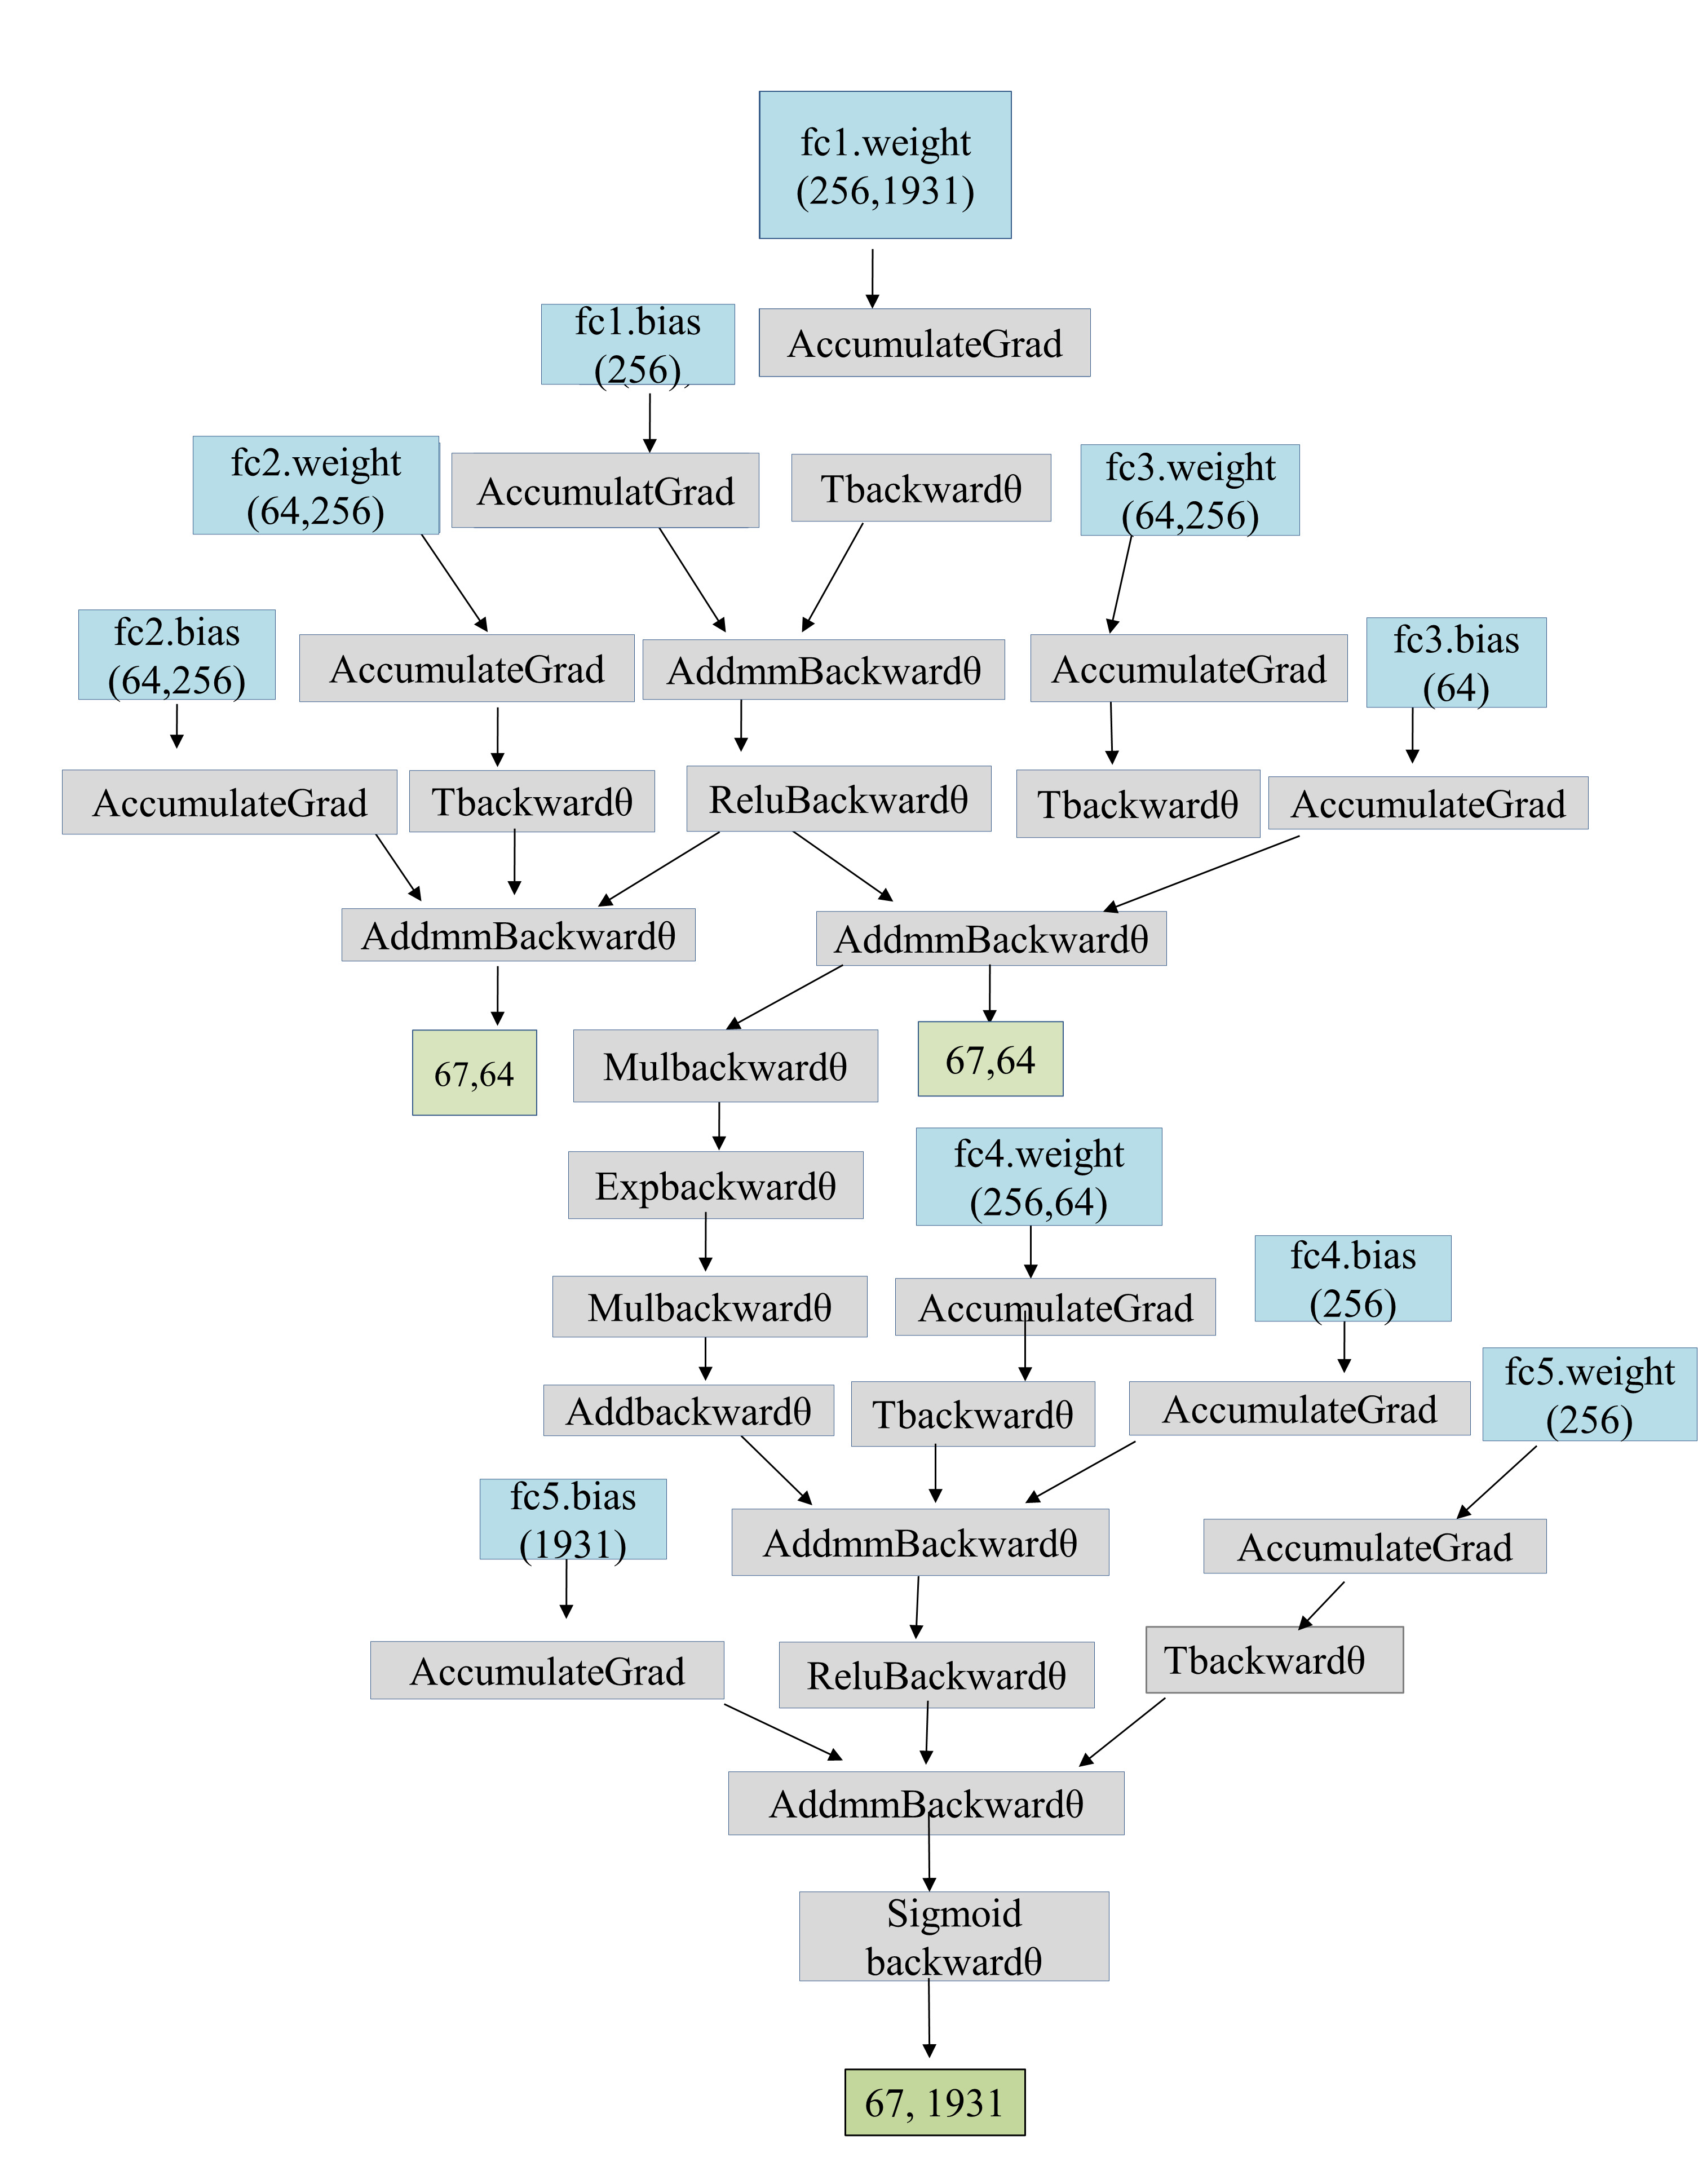 fc1.weight
(256,1931)
AccumulateGrad
fc1.bias
(256),
fc2.weight
(64,256)
AccumulatGrad
Tbackwardθ
fc3.weight
(64,256)
fc2.bias
(64,256)
AccumulateGrad
AddmmBackwardθ
AccumulateGrad
fc3.bias
(64)
AccumulateGrad
Tbackwardθ
ReluBackwardθ
Tbackwardθ
AccumulateGrad
AddmmBackwardθ
AddmmBackwardθ
67,64
Mulbackwardθ
67,64
Expbackwardθ
fc4.weight
(256,64)
Mulbackwardθ
AccumulateGrad
fc4.bias
(256)
Addbackwardθ
Tbackwardθ
AccumulateGrad
fc5.weight
(256)
fc5.bias
(1931)
AddmmBackwardθ
AccumulateGrad
AccumulateGrad
ReluBackwardθ
Tbackwardθ
AddmmBackwardθ
Sigmoid
backwardθ
67, 1931